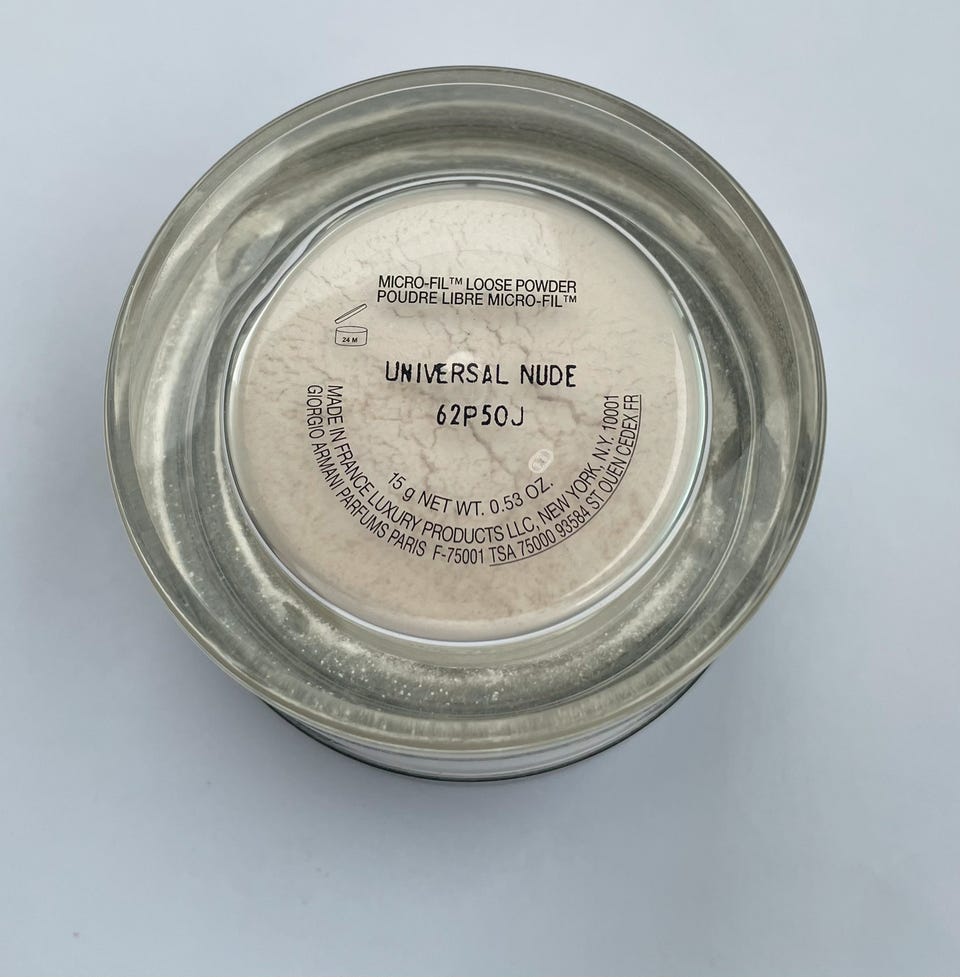 MICRO-FIL™ LOOSE POWDER
POUDRE LIBRE MICRO-FIL™
24 M
UNIVERSAL NUDE
62P50J
15 g NET WT. 0.53 OZ.
MADE IN FRANCE LUXURY PRODUCTS LLC, NEW YORK, N.Y. 10001
GIORGIO ARMANI PARFUMS PARIS F-75001 TSA 75000 93584 ST OUEN CEDEX.FR